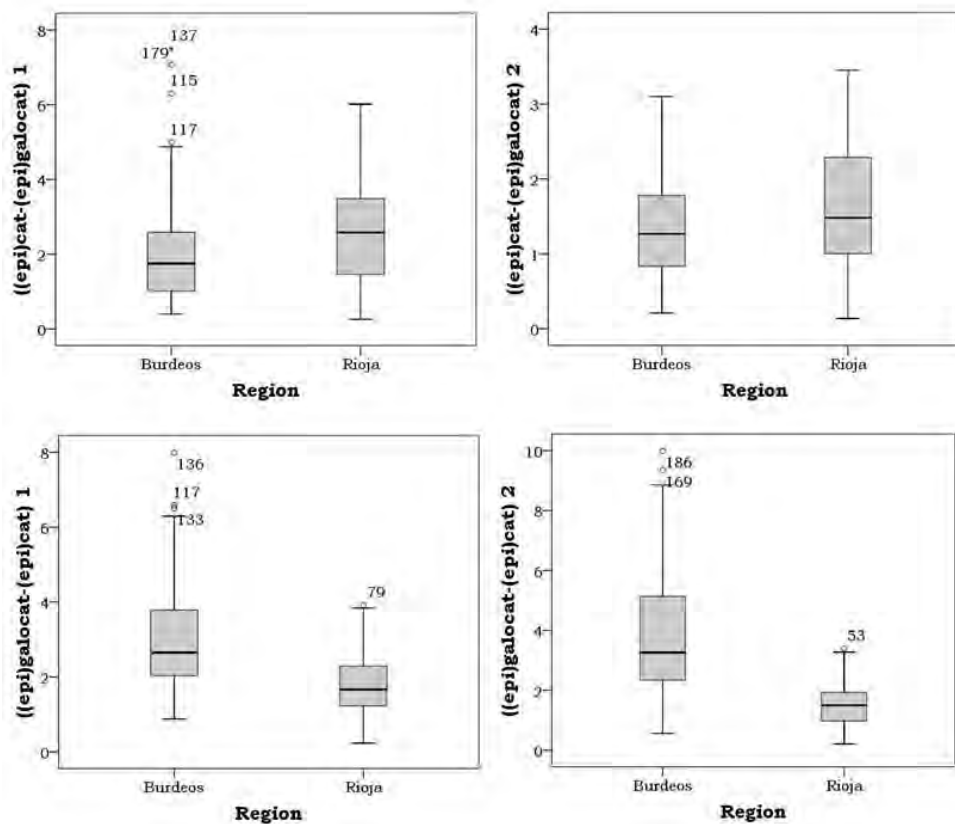 ((epi)cat-(epi)galocat) 1
8
6
4
2
0
137
179*
115
117
Burdeos
Rioja
Region
((epi)cat-(epi)galocat) 2
4
3
2
1
0
Burdeos
Rioja
Region
((epi)galocat-(epi)cat) 1
8
6
4
2
0
136
117
133
79
Burdeos
Rioja
Region
((epi)galocat-(epi)cat) 2
10
8
6
4
2
0
186
169
53
Burdeos
Rioja
Region